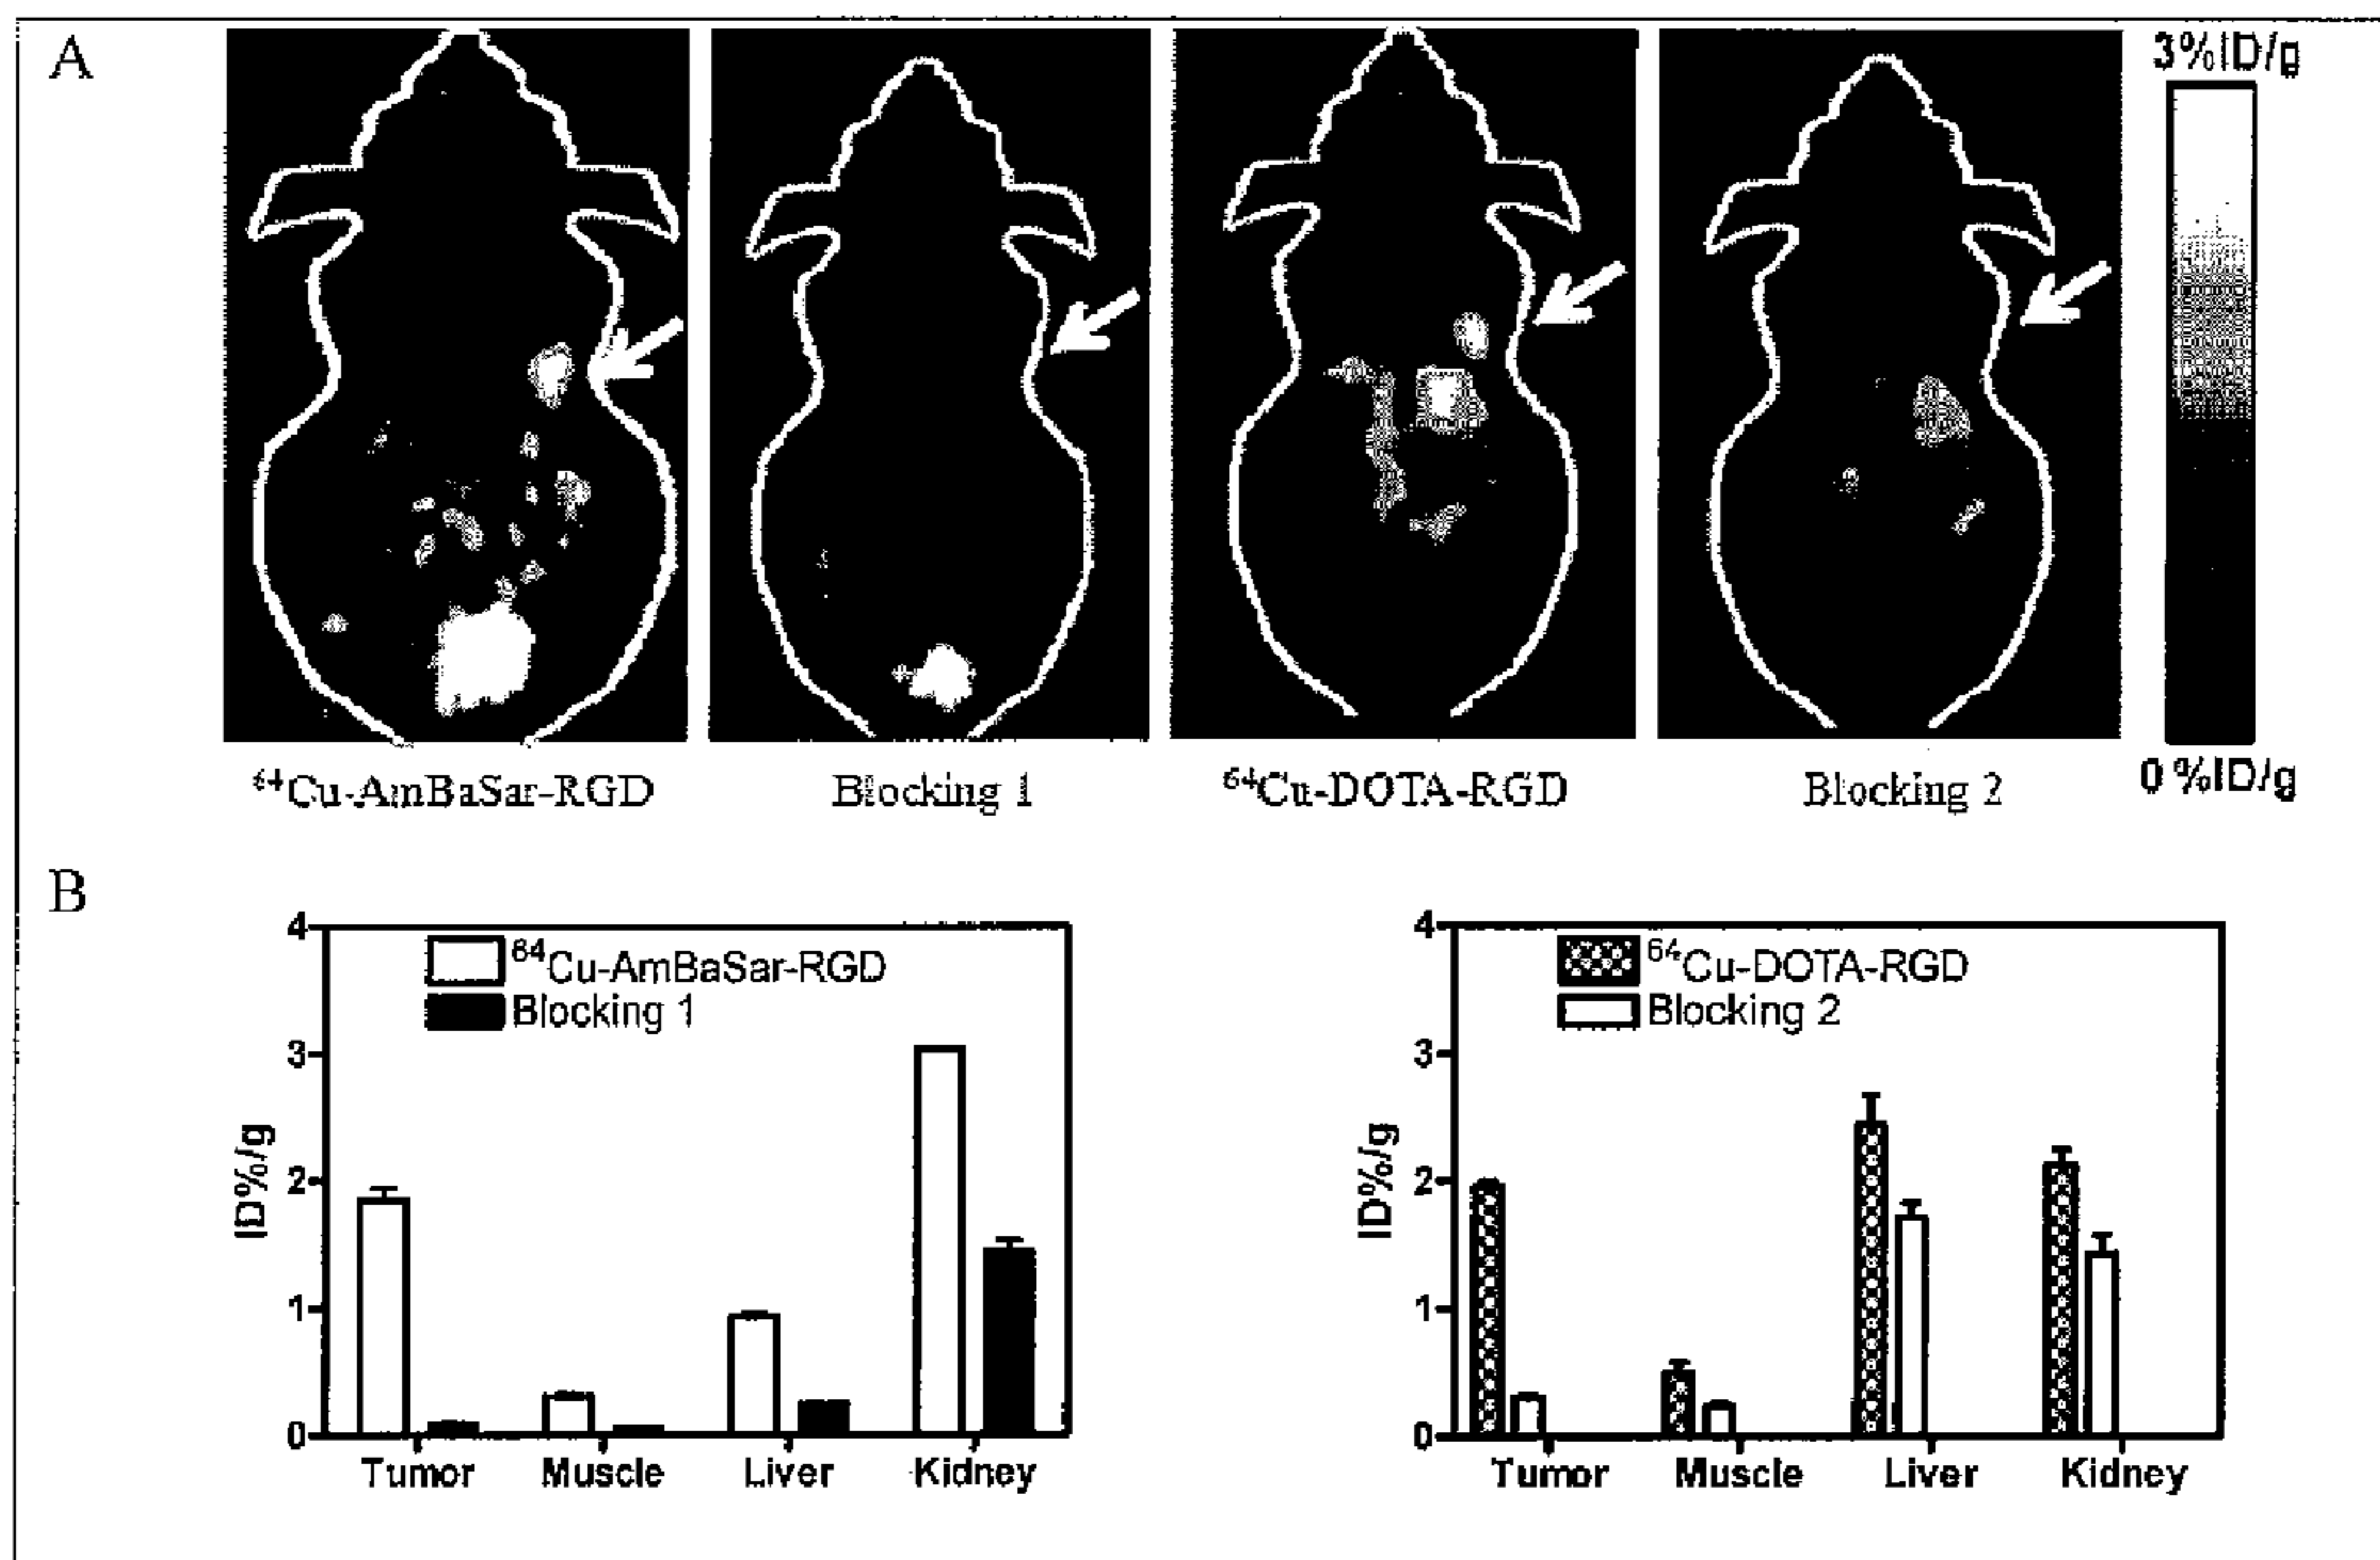 A
3%ID/g
0 %ID/g
⁶⁴Cu-AmBaSar-RGD
Blocking 1
⁶⁴Cu-DOTA-RGD
Blocking 2
B
4
3
2
1
0
ID%/g
⁶⁴Cu-AmBaSar-RGD
Blocking 1
Tumor
Muscle
Liver
Kidney
4
3
2
1
0
ID%/g
⁶⁴Cu-DOTA-RGD
Blocking 2
Tumor
Muscle
Liver
Kidney